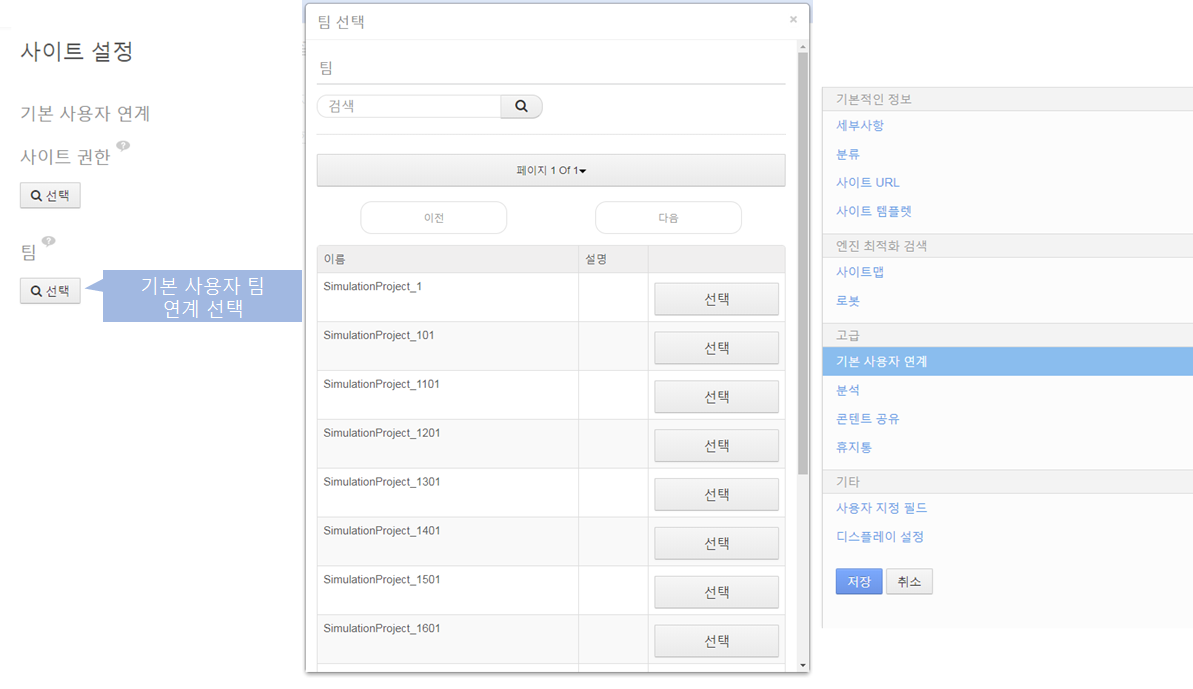 사이트 설정
기본 사용자 연계
사이트 권한 ?
선택
팀 ?
선택
기본 사용자 팀
연계 선택
팀 선택 ×
팀
검색
페이지 1 Of 1
이전 다음
이름 설명
SimulationProject_1 선택
SimulationProject_101 선택
SimulationProject_1101 선택
SimulationProject_1201 선택
SimulationProject_1301 선택
SimulationProject_1401 선택
SimulationProject_1501 선택
SimulationProject_1601 선택
기본적인 정보
세부사항
분류
사이트 URL
사이트 템플렛
엔진 최적화 검색
사이트맵
로봇
고급
기본 사용자 연계
분석
콘텐트 공유
휴지통
기타
사용자 지정 필드
디스플레이 설정
저장 취소